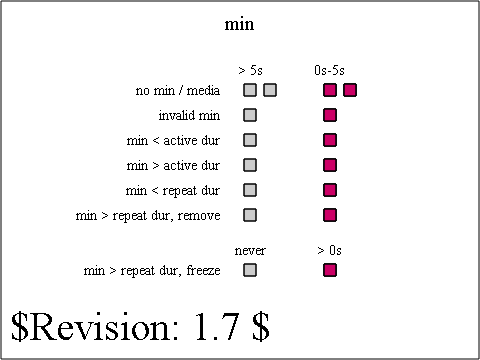 min
> 5s 0s-5s
no min / media
invalid min
min < active dur
min > active dur
min < repeat dur
min > repeat dur, remove
never > 0s
min > repeat dur, freeze
$Revision: 1.7 $